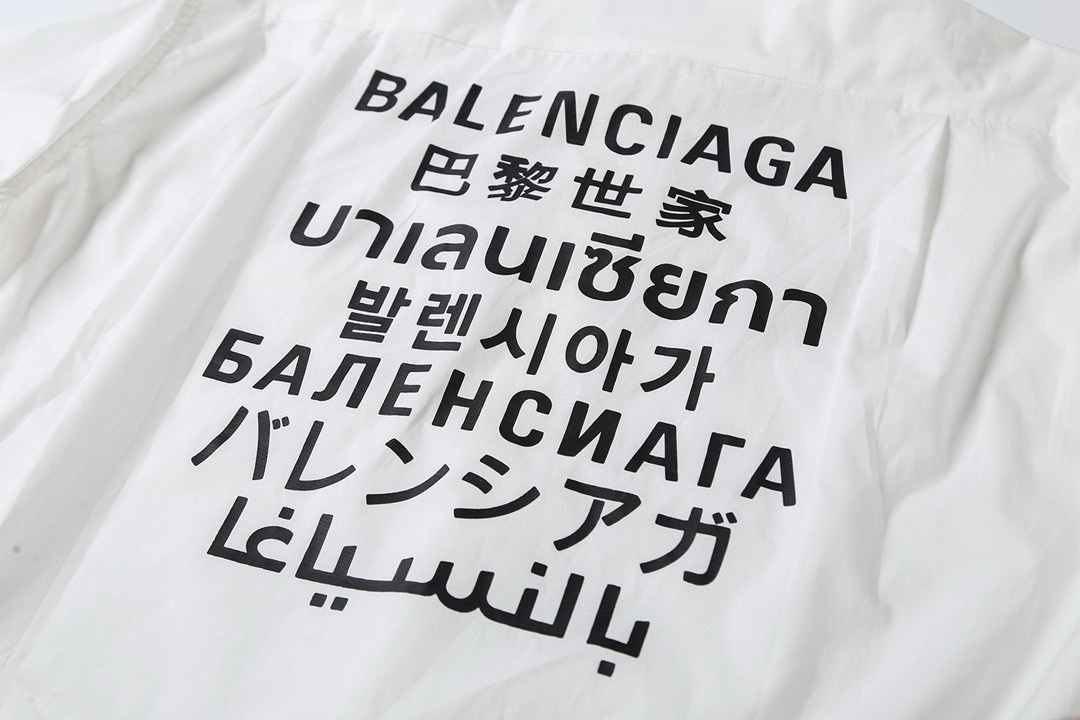 BALENCIAGA
巴黎世家
บาเลนเซียกา
발렌시아가
БАЛЕНСИАГА
バレンシアガ
بالنسياغا